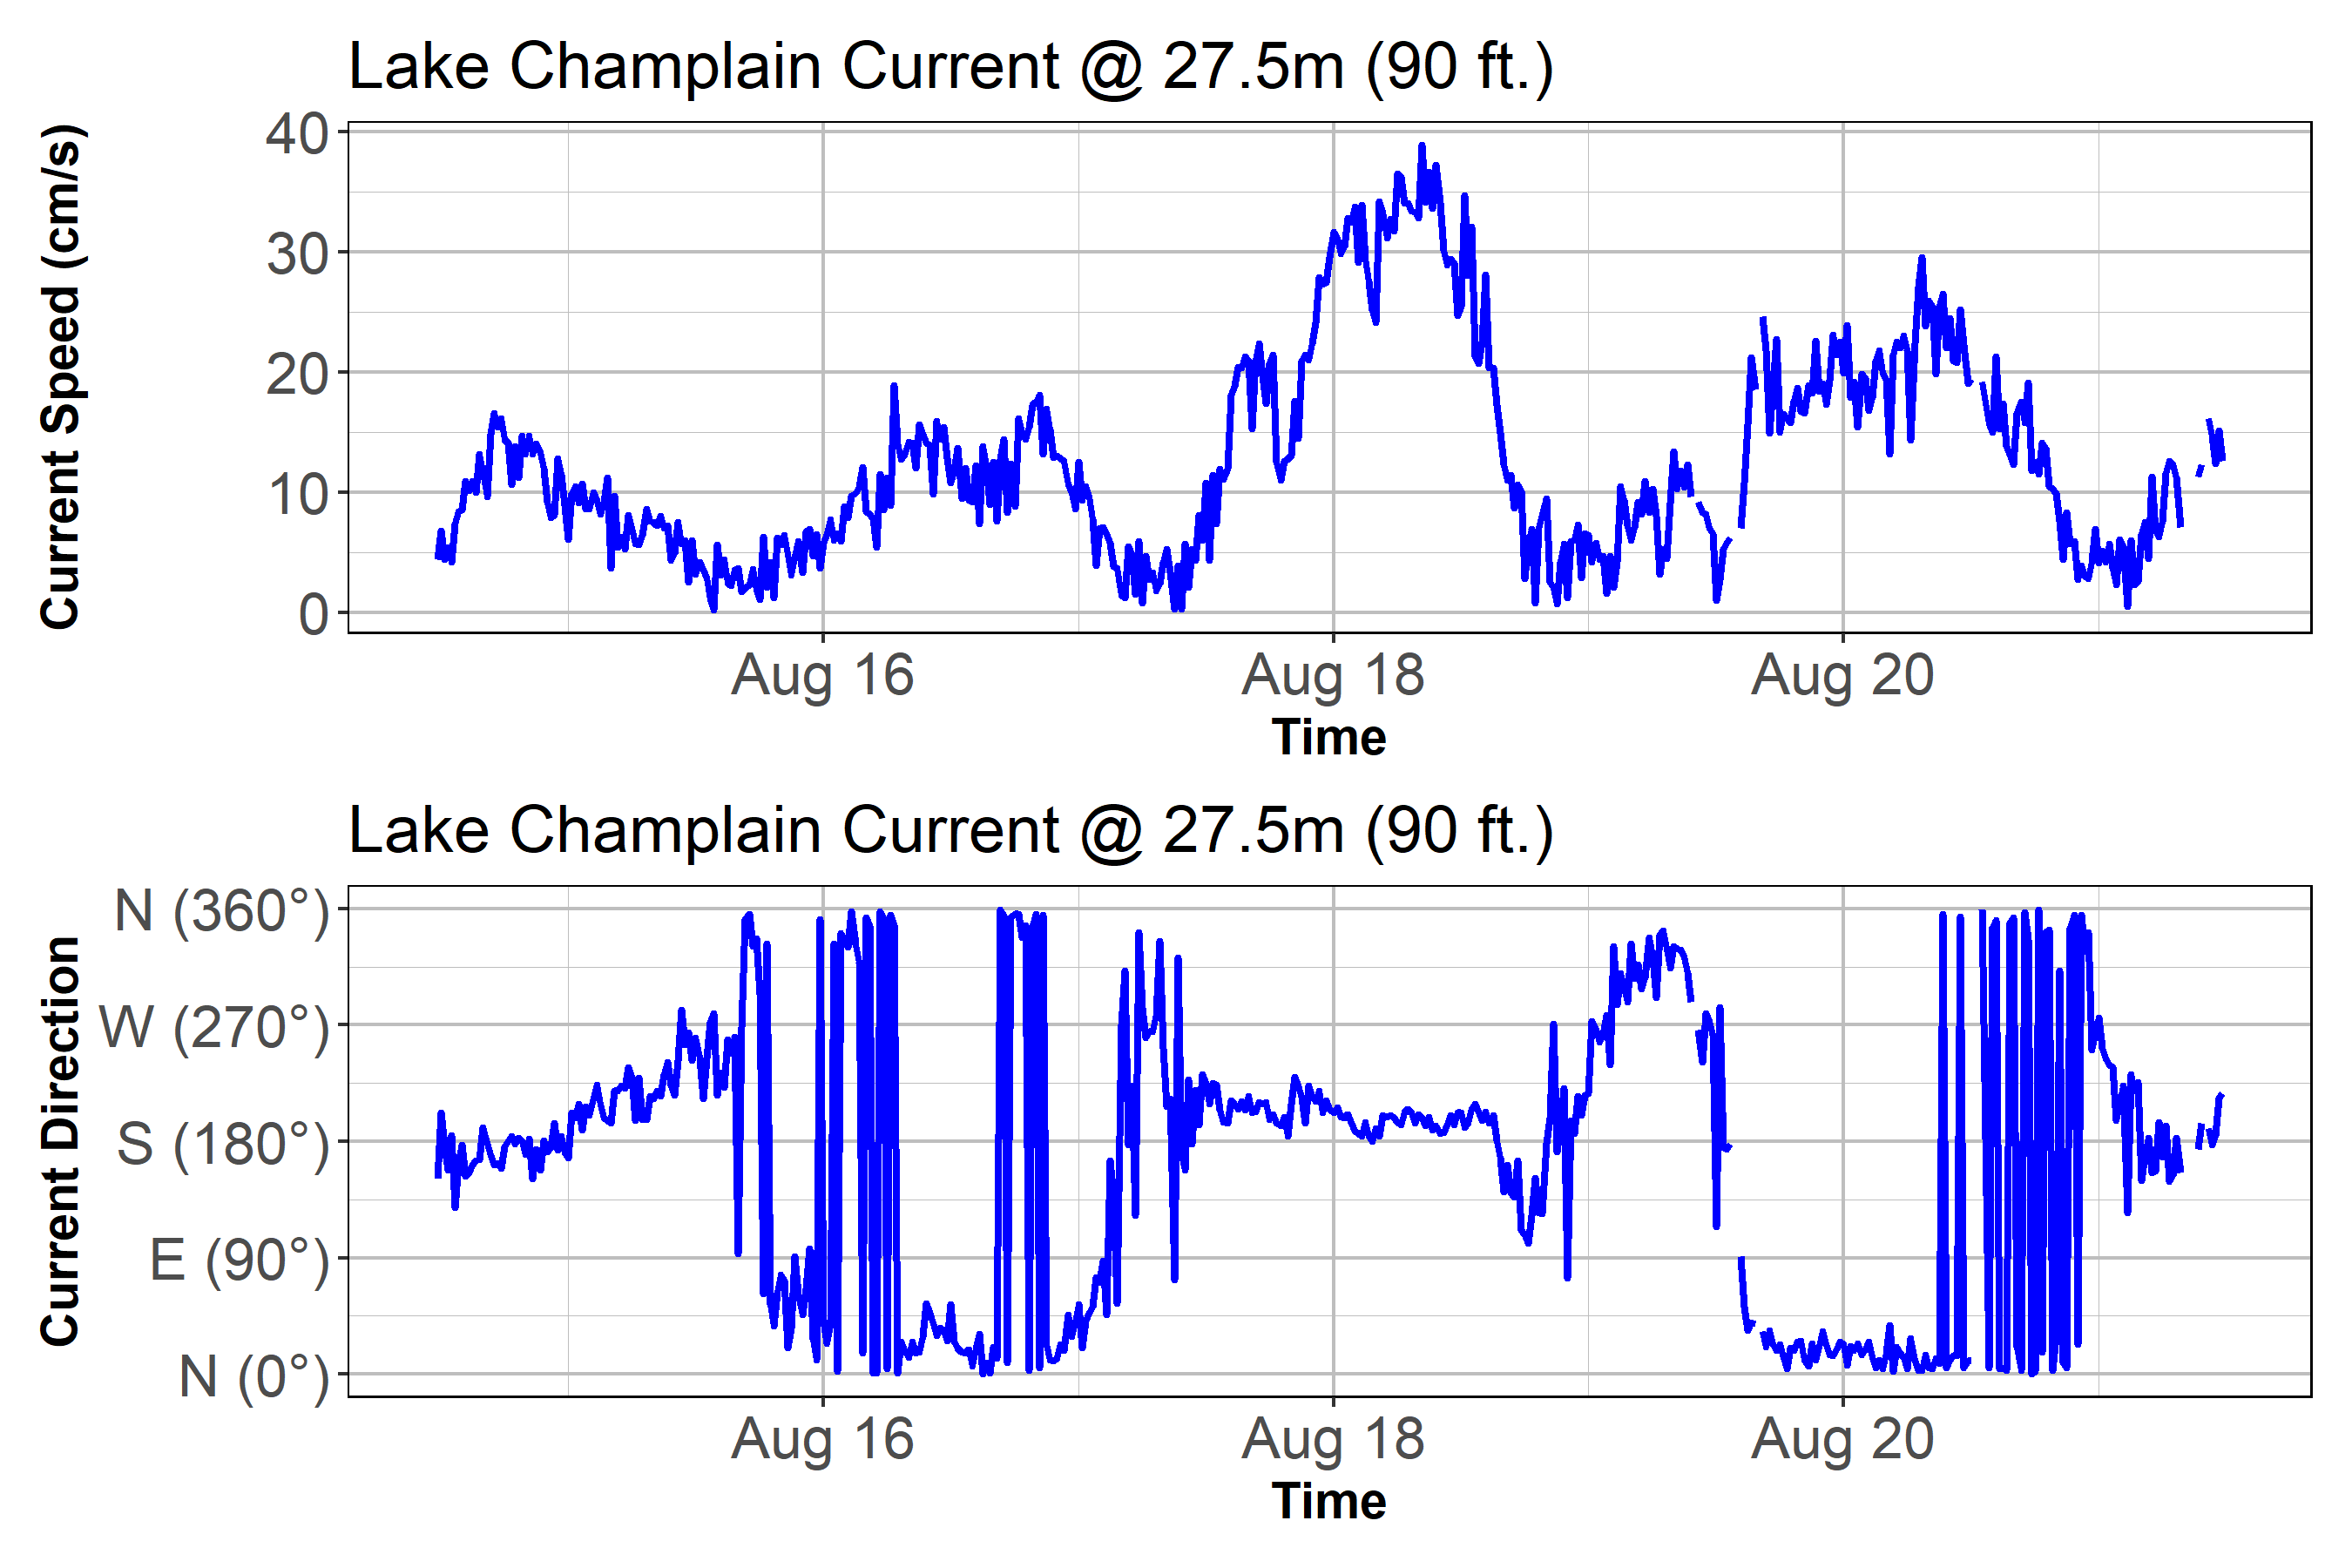 Lake Champlain Current @ 27.5m (90 ft.)
Current Speed (cm/s)
40
30
20
10
0
Aug 16
Aug 18
Aug 20
Time
Lake Champlain Current @ 27.5m (90 ft.)
Current Direction
N (360°)
W (270°)
S (180°)
E (90°)
N (0°)
Aug 16
Aug 18
Aug 20
Time